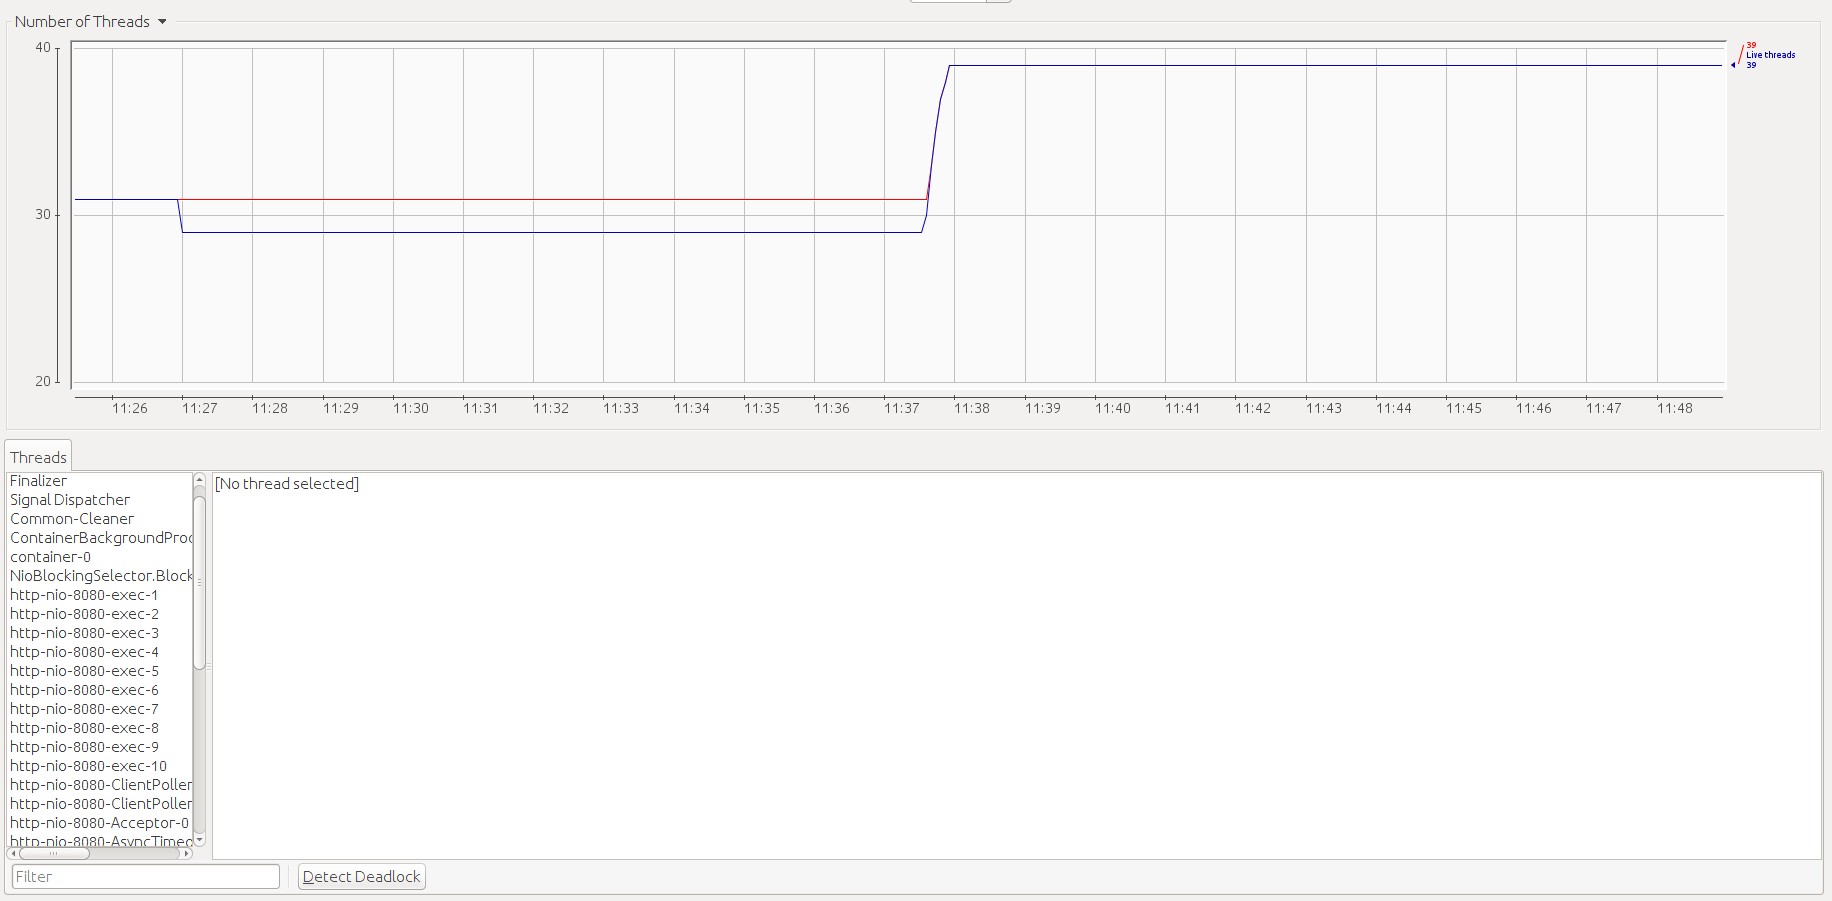 Number of Threads
40
30
20
39
Live threads
39
11:26 11:27 11:28 11:29 11:30 11:31 11:32 11:33 11:34 11:35 11:36 11:37 11:38 11:39 11:40 11:41 11:42 11:43 11:44 11:45 11:46 11:47 11:48
Threads
Finalizer
Signal Dispatcher
Common-Cleaner
ContainerBackgroundProc
container-0
NioBlockingSelector.Block
http-nio-8080-exec-1
http-nio-8080-exec-2
http-nio-8080-exec-3
http-nio-8080-exec-4
http-nio-8080-exec-5
http-nio-8080-exec-6
http-nio-8080-exec-7
http-nio-8080-exec-8
http-nio-8080-exec-9
http-nio-8080-exec-10
http-nio-8080-ClientPoller
http-nio-8080-ClientPoller
http-nio-8080-Acceptor-0
http-nio-8080-AsyncTimeo
[No thread selected]
Filter
Detect Deadlock